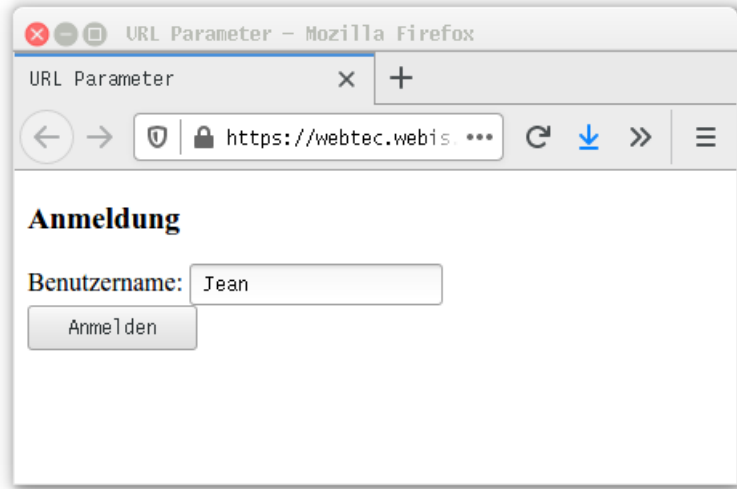 URL Parameter – Mozilla Firefox
URL Parameter
https://webtec.webis.
Anmeldung
Benutzername: Jean
Anmelden